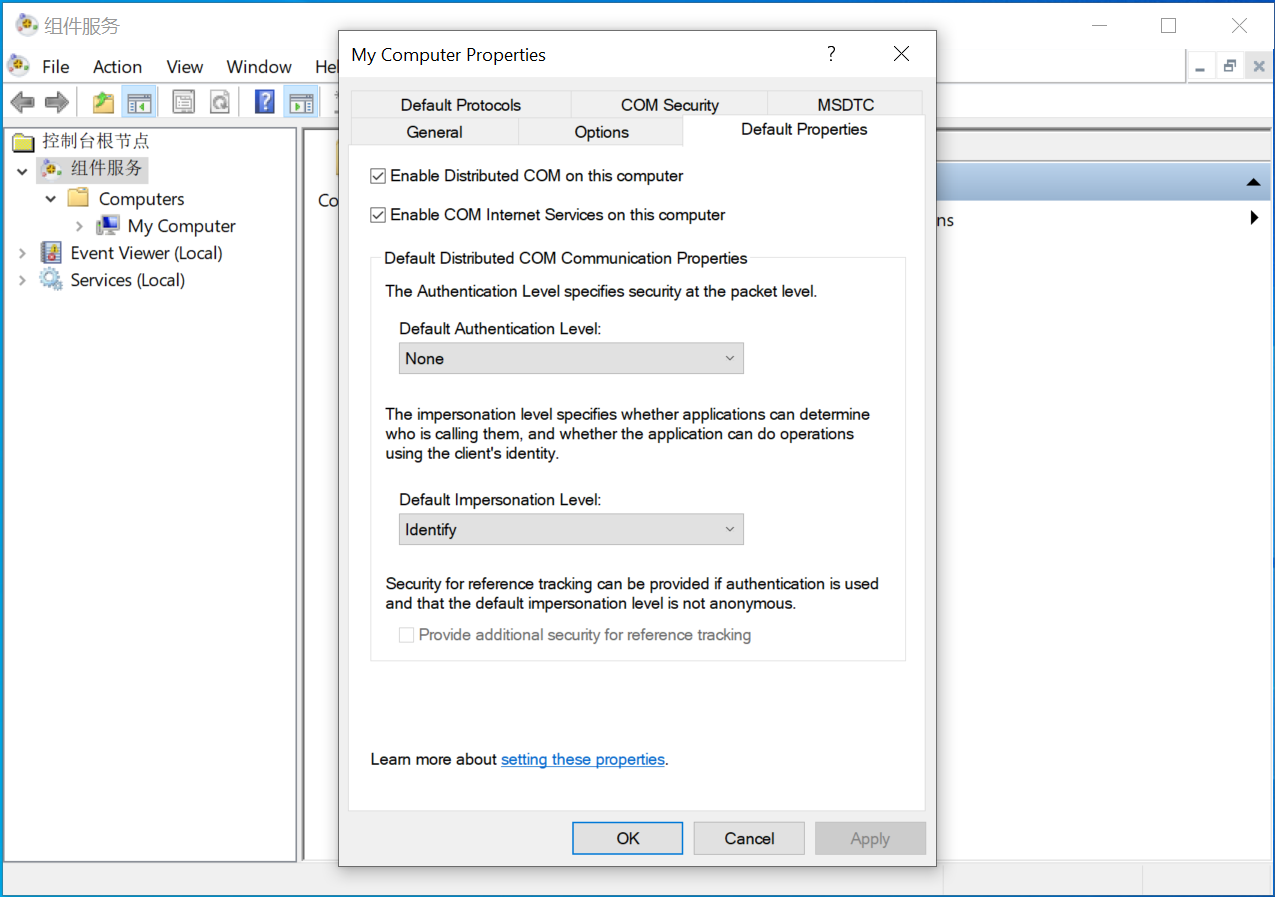 组件服务
File Action View Window Hel
控制台根节点
组件服务
Computers
My Computer
Event Viewer (Local)
Services (Local)
Co
ns
My Computer Properties
?
Default Protocols COM Security MSDTC
General Options Default Properties
Enable Distributed COM on this computer
Enable COM Internet Services on this computer
Default Distributed COM Communication Properties
The Authentication Level specifies security at the packet level.
Default Authentication Level:
None
The impersonation level specifies whether applications can determine
who is calling them, and whether the application can do operations
using the client's identity.
Default Impersonation Level:
Identify
Security for reference tracking can be provided if authentication is used
and that the default impersonation level is not anonymous.
Provide additional security for reference tracking
Learn more about setting these properties.
OK Cancel Apply